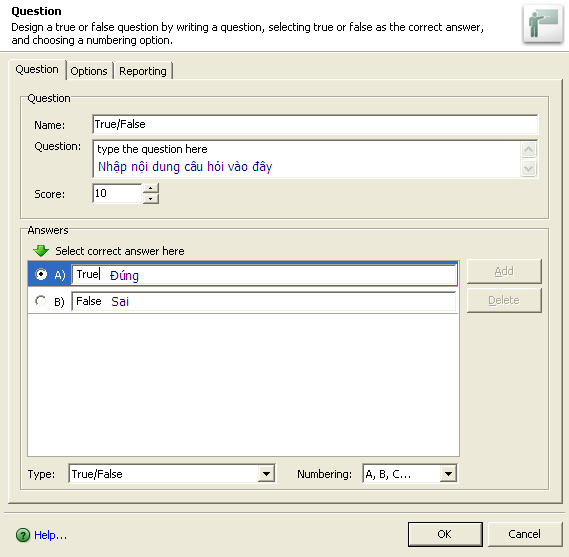 Question
Design a true or false question by writing a question, selecting true or false as the correct answer,
and choosing a numbering option.
Question Options Reporting
Question
Name: True/False
Question: type the question here
Nhập nội dung câu hỏi vào đây
Score: 10
Answers
Select correct answer here
A) True Đúng Add
B) False Sai Delete
Type: True/False Numbering: A, B, C...
Help... OK Cancel